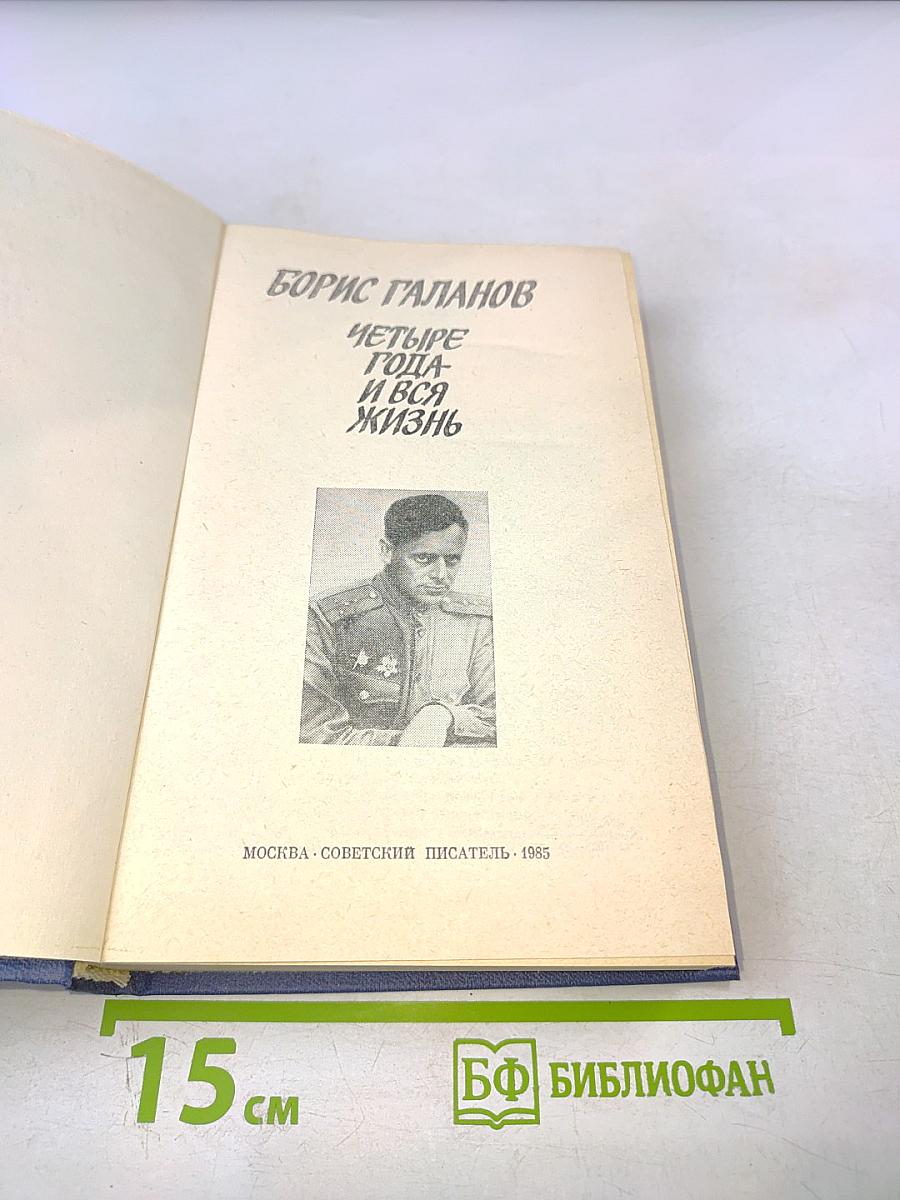 БОРИС ГАЛАНОВ
ЧЕТЫРЕ
ГОДА-
И ВСЯ
ЖИЗНЬ
МОСКВА · СОВЕТСКИЙ ПИСАТЕЛЬ · 1985
15 см
БФ БИБЛИОФАН